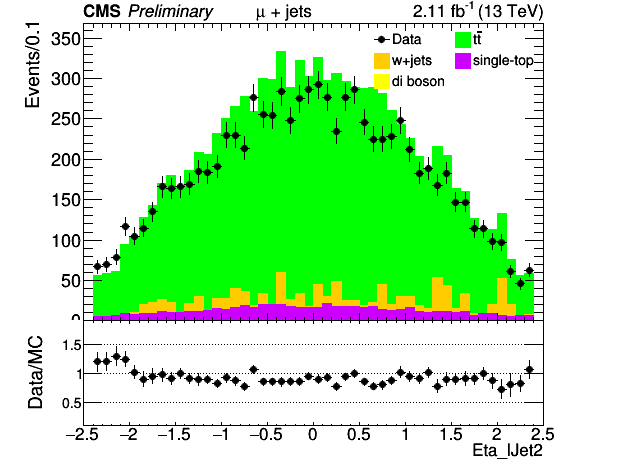 CMS Preliminary μ + jets 2.11 fb⁻¹ (13 TeV)
Events/0.1
350
300
250
200
150
100
50
0
Data
tt̄
w+jets
single-top
di boson
Data/MC
1.5
1
0.5
−2.5 −2 −1.5 −1 −0.5 0 0.5 1 1.5 2 2.5
Eta_lJet2